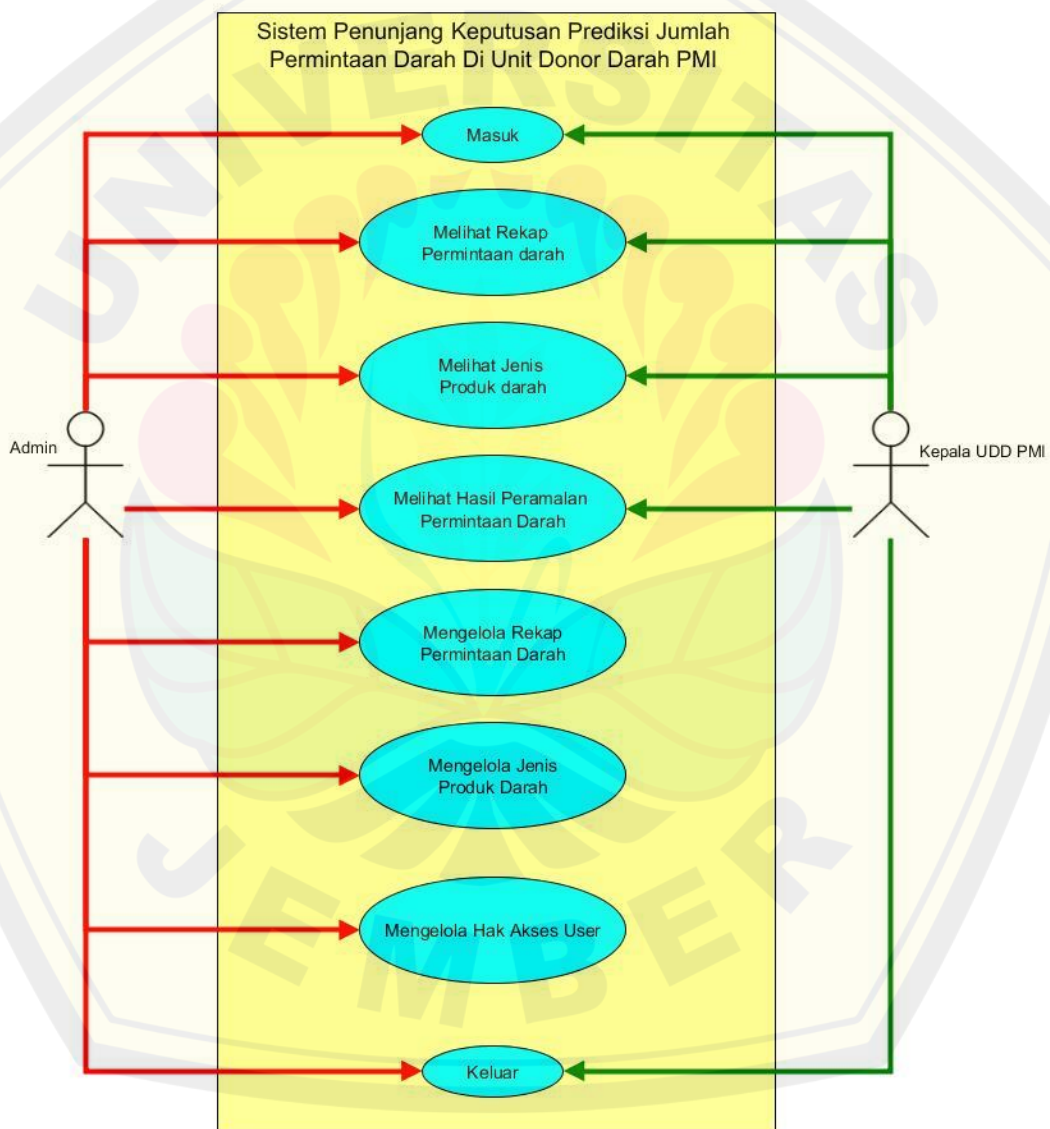 Sistem Penunjang Keputusan Prediksi Jumlah
Permintaan Darah Di Unit Donor Darah PMI
Masuk
Melihat Rekap
Permintaan darah
Melihat Jenis
Produk darah
Admin
Kepala UDD PMI
Melihat Hasil Peramalan
Permintaan Darah
Mengelola Rekap
Permintaan Darah
Mengelola Jenis
Produk Darah
Mengelola Hak Akses User
Keluar
UNIVERSITAS
JEMBER